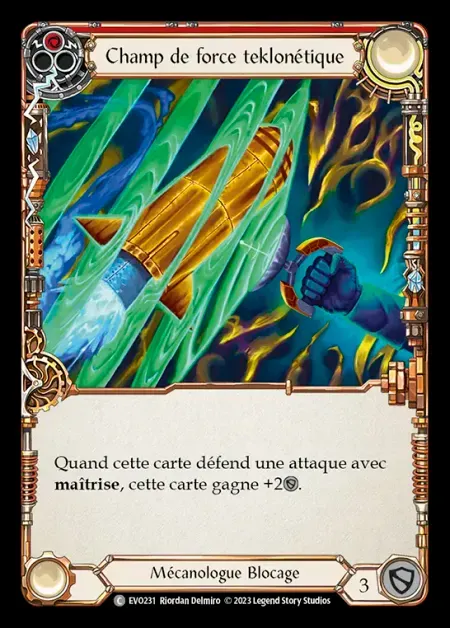 Champ de force teklonétique
Quand cette carte défend une attaque avec
maîtrise, cette carte gagne +2.
Mécanologue Blocage
3
C EVO231 Riordan Delmiro © 2023 Legend Story Studios